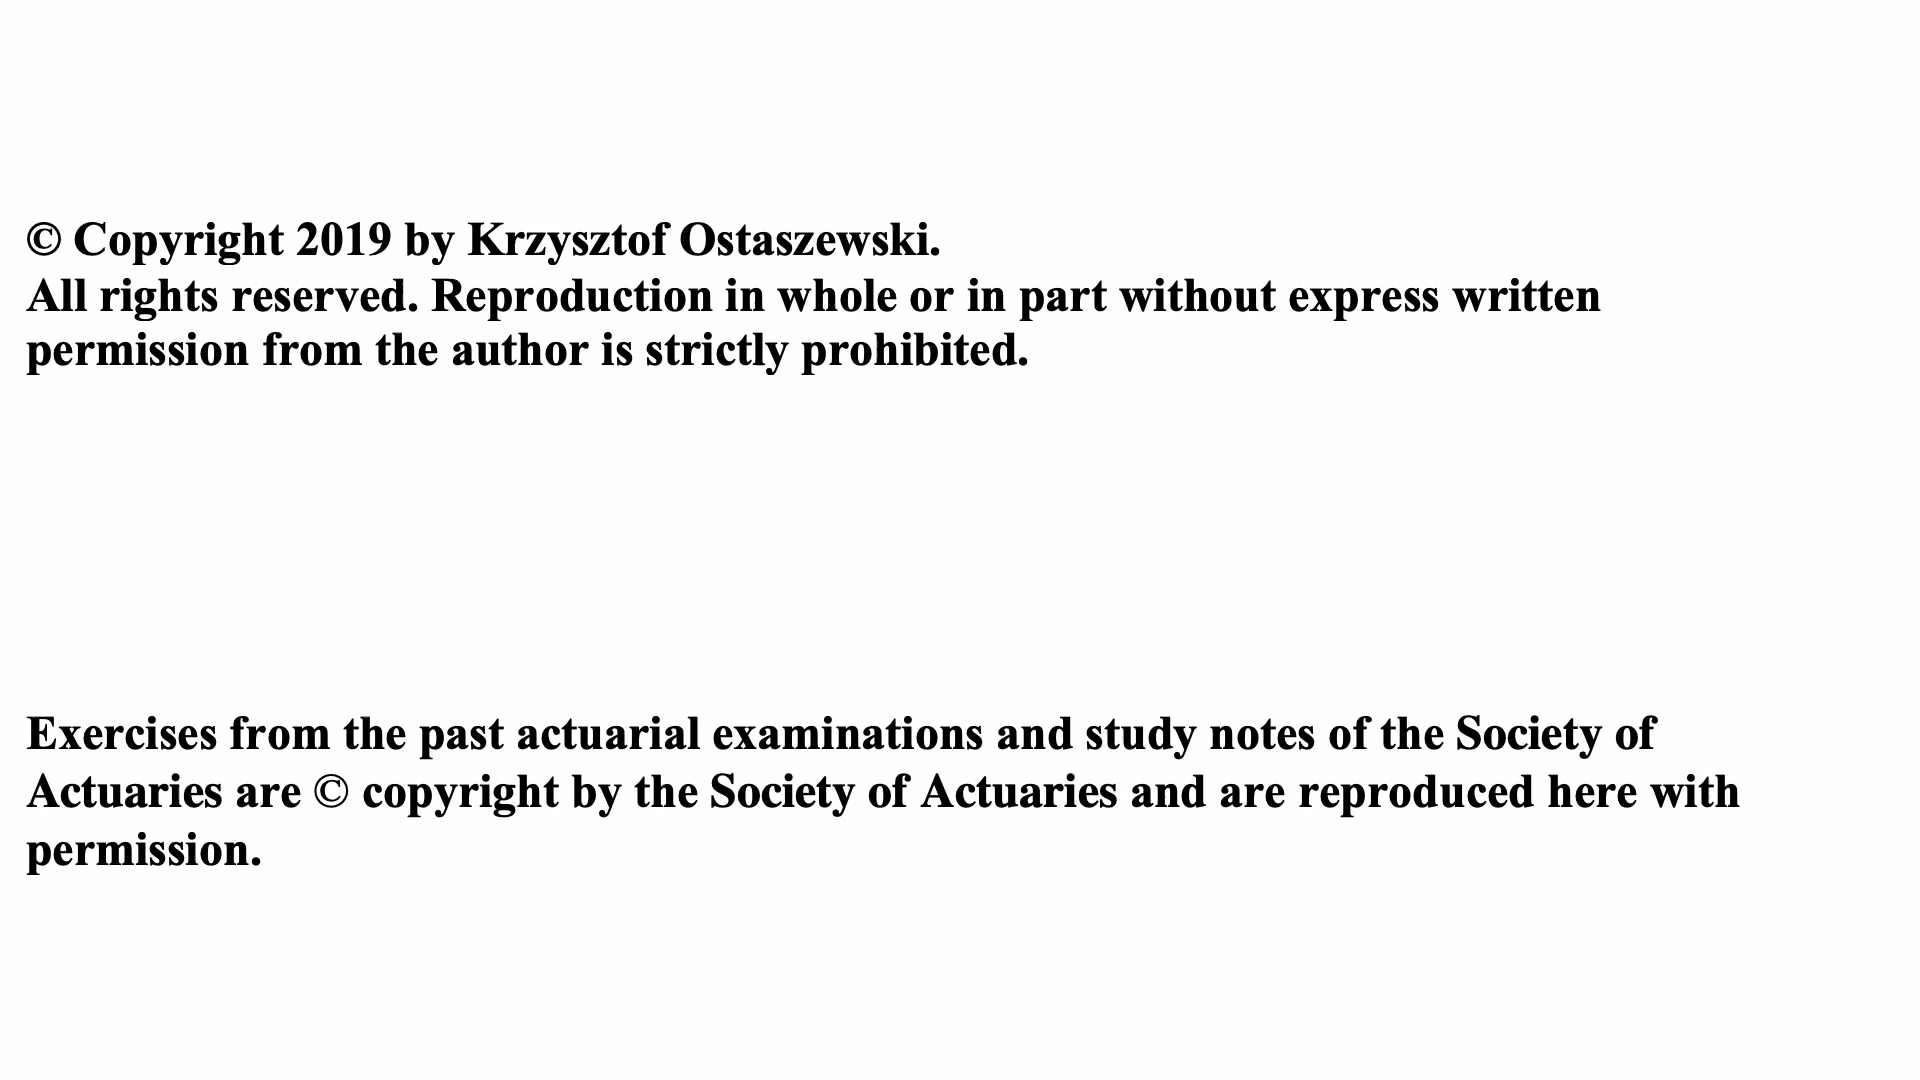 © Copyright 2019 by Krzysztof Ostaszewski.
All rights reserved. Reproduction in whole or in part without express written
permission from the author is strictly prohibited.
Exercises from the past actuarial examinations and study notes of the Society of
Actuaries are © copyright by the Society of Actuaries and are reproduced here with
permission.